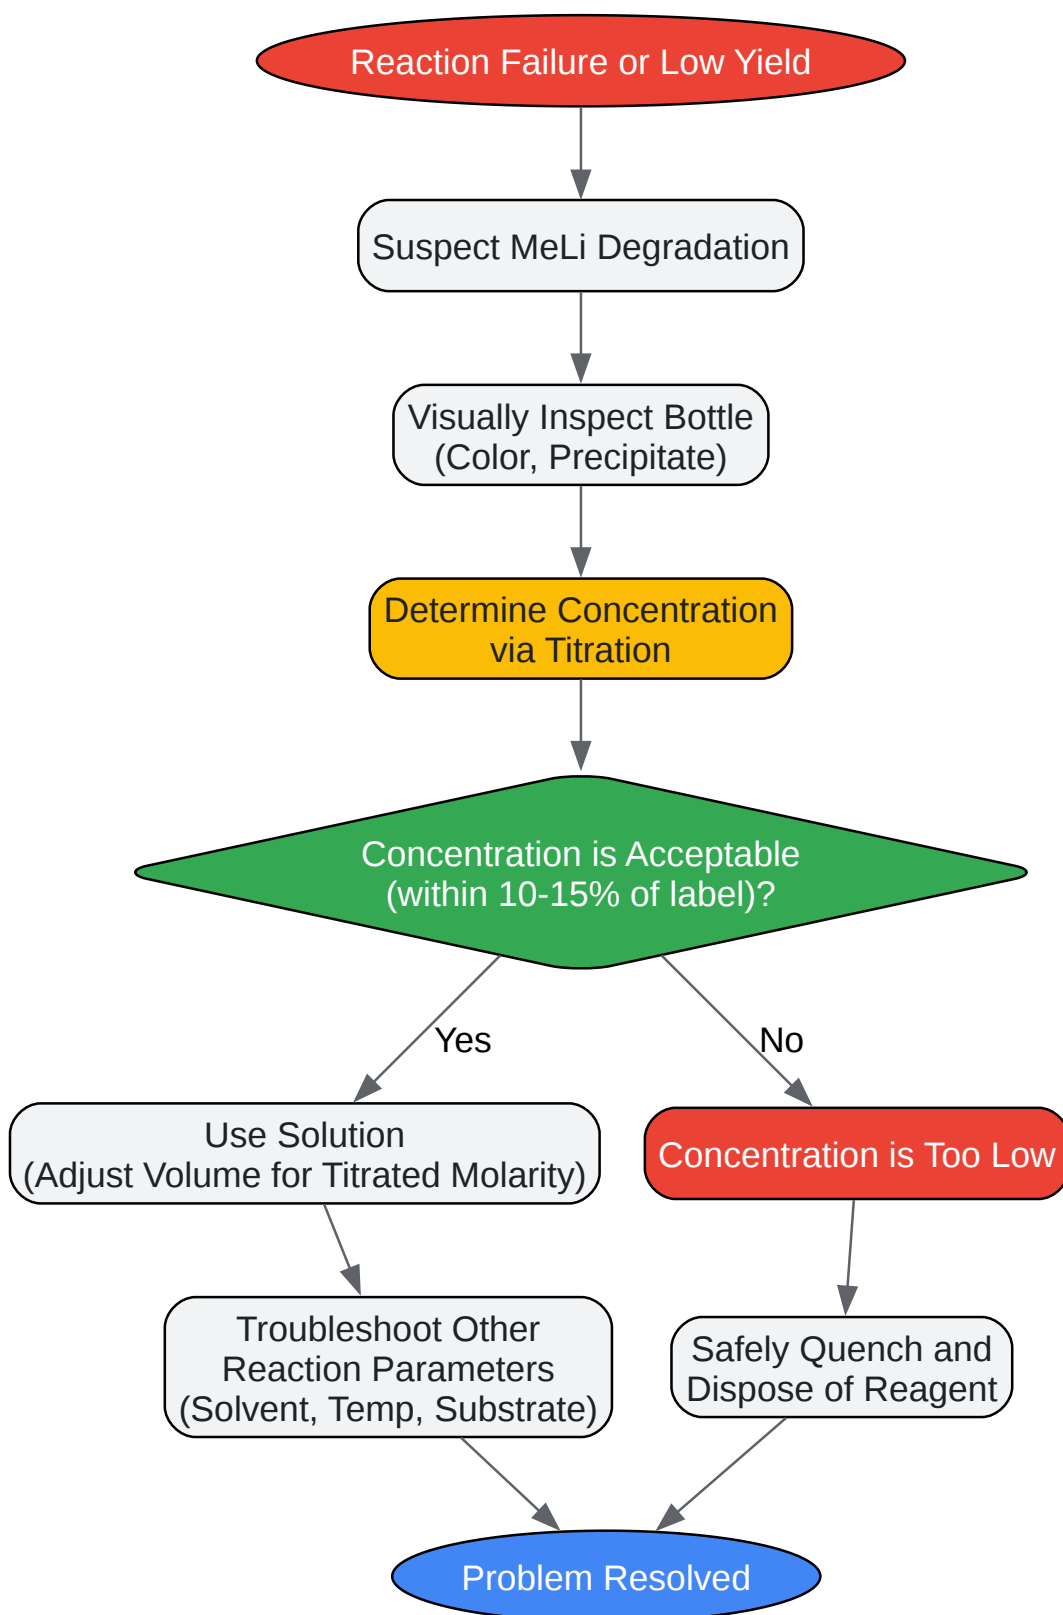 Reaction Failure or Low Yield
Suspect MeLi Degradation
Visually Inspect Bottle
(Color, Precipitate)
Determine Concentration
via Titration
Concentration is Acceptable
(within 10-15% of label)?
Yes
No
Use Solution
(Adjust Volume for Titrated Molarity)
Concentration is Too Low
Troubleshoot Other
Reaction Parameters
(Solvent, Temp, Substrate)
Safely Quench and
Dispose of Reagent
Problem Resolved